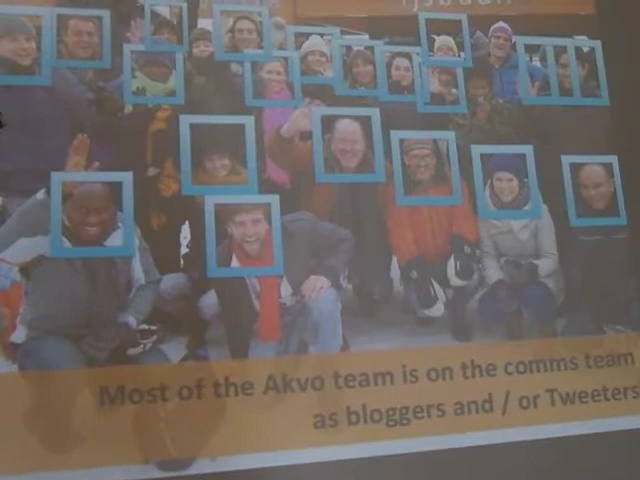 Most of the Akvo team is on the comms team
as bloggers and / or Tweeters